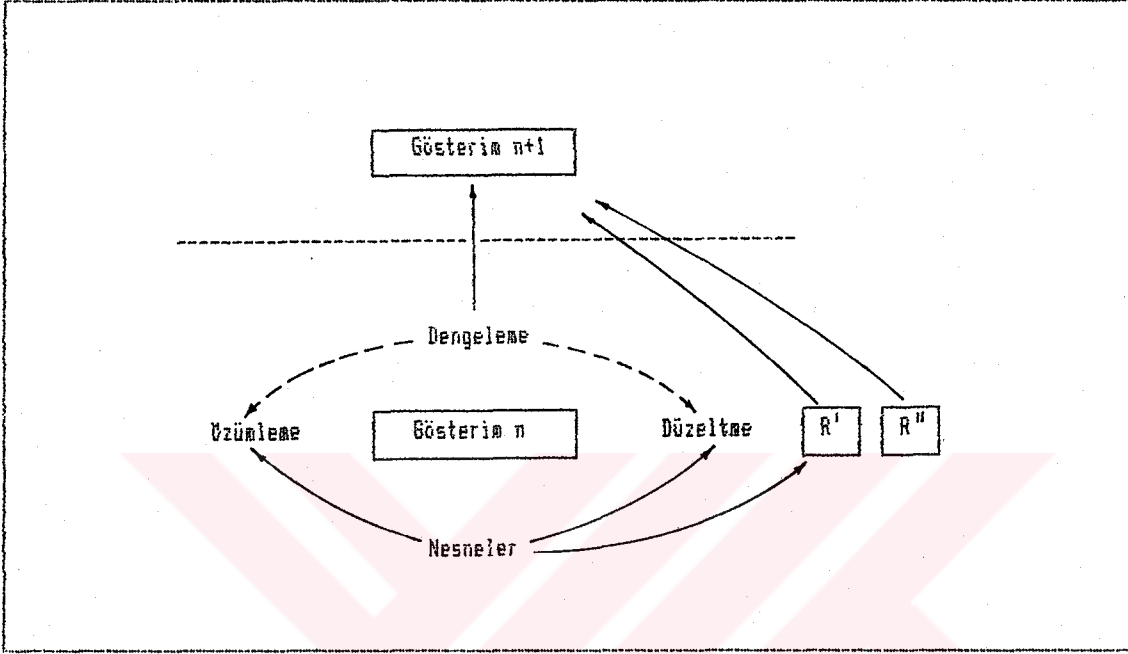 Gösterim n+1
Dengeleme
Özümleme
Gösterim n
Düzeltme
R'
R"
Nesneler